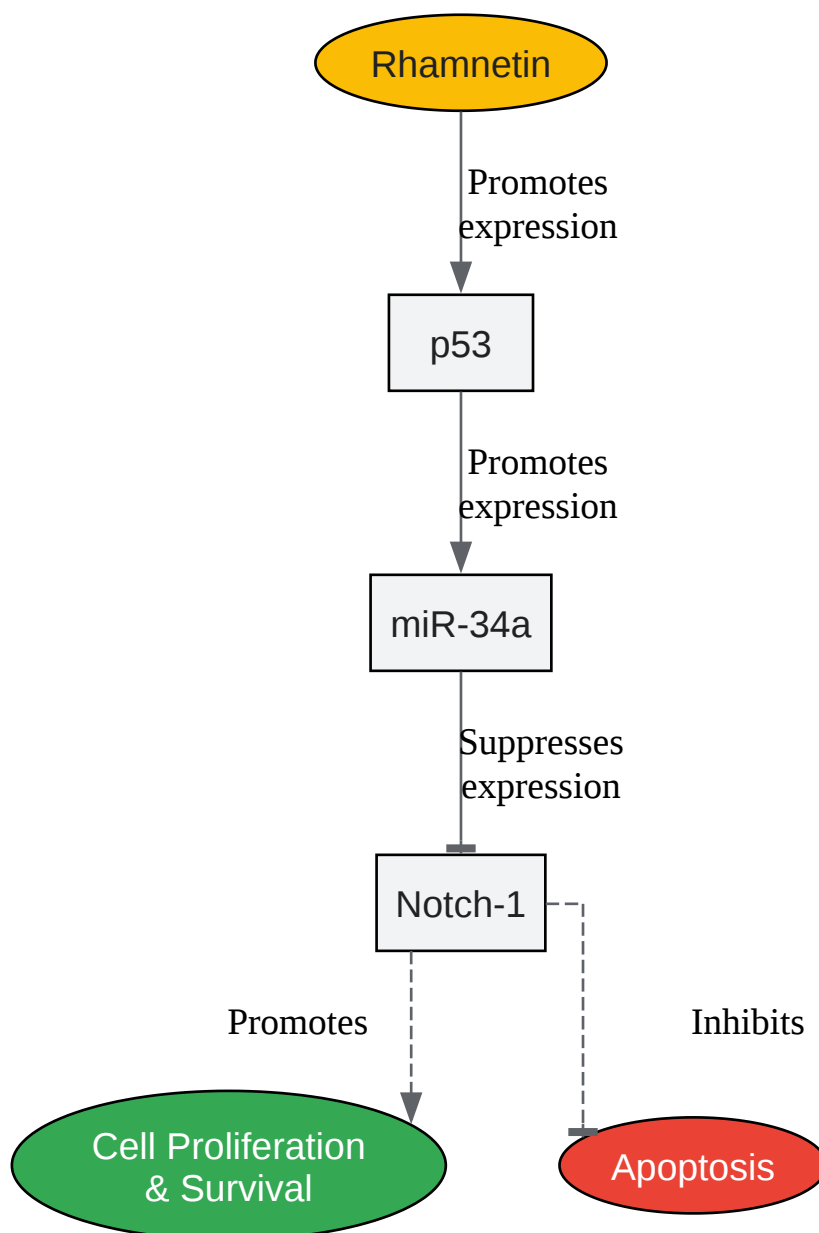 Rhamnetin
Promotes
expression
p53
Promotes
expression
miR-34a
Suppresses
expression
Notch-1
Promotes
Inhibits
Cell Proliferation
& Survival
Apoptosis